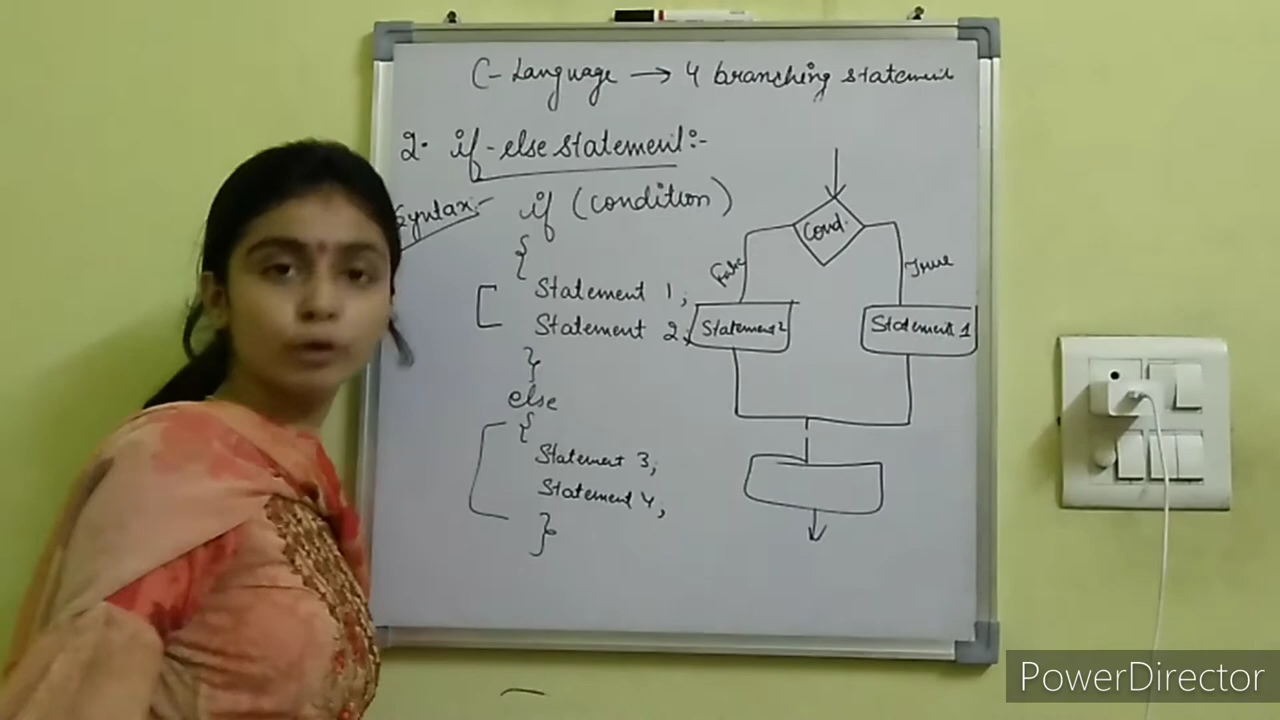 C-Language → 4 branching statement
2. if-else statement:-
Syntax:- if (condition)
{
Statement 1;
Statement 2;
}
else
{
Statement 3;
Statement 4;
}
Cond.
False
True
Statement 2
Statement 1
PowerDirector